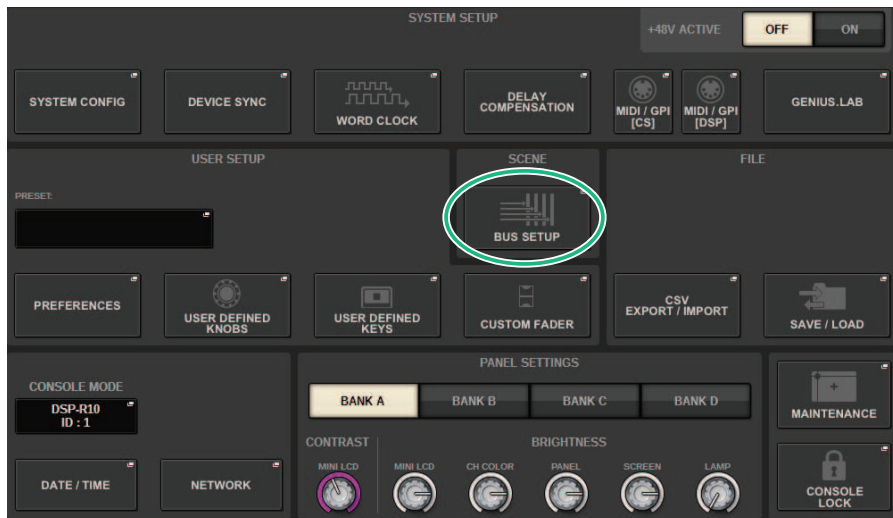 SYSTEM SETUP
+48V ACTIVE
OFF
ON
SYSTEM CONFIG
DEVICE SYNC
WORD CLOCK
DELAY
COMPENSATION
MIDI / GPI
[CS]
MIDI / GPI
[DSP]
GENIUS.LAB
USER SETUP
SCENE
FILE
PRESET:
BUS SETUP
PREFERENCES
USER DEFINED
KNOBS
USER DEFINED
KEYS
CUSTOM FADER
CSV
EXPORT / IMPORT
SAVE / LOAD
PANEL SETTINGS
CONSOLE MODE
DSP-R10
ID : 1
BANK A
BANK B
BANK C
BANK D
MAINTENANCE
CONTRAST
BRIGHTNESS
MINI LCD
MINI LCD
CH COLOR
PANEL
SCREEN
LAMP
DATE / TIME
NETWORK
CONSOLE
LOCK